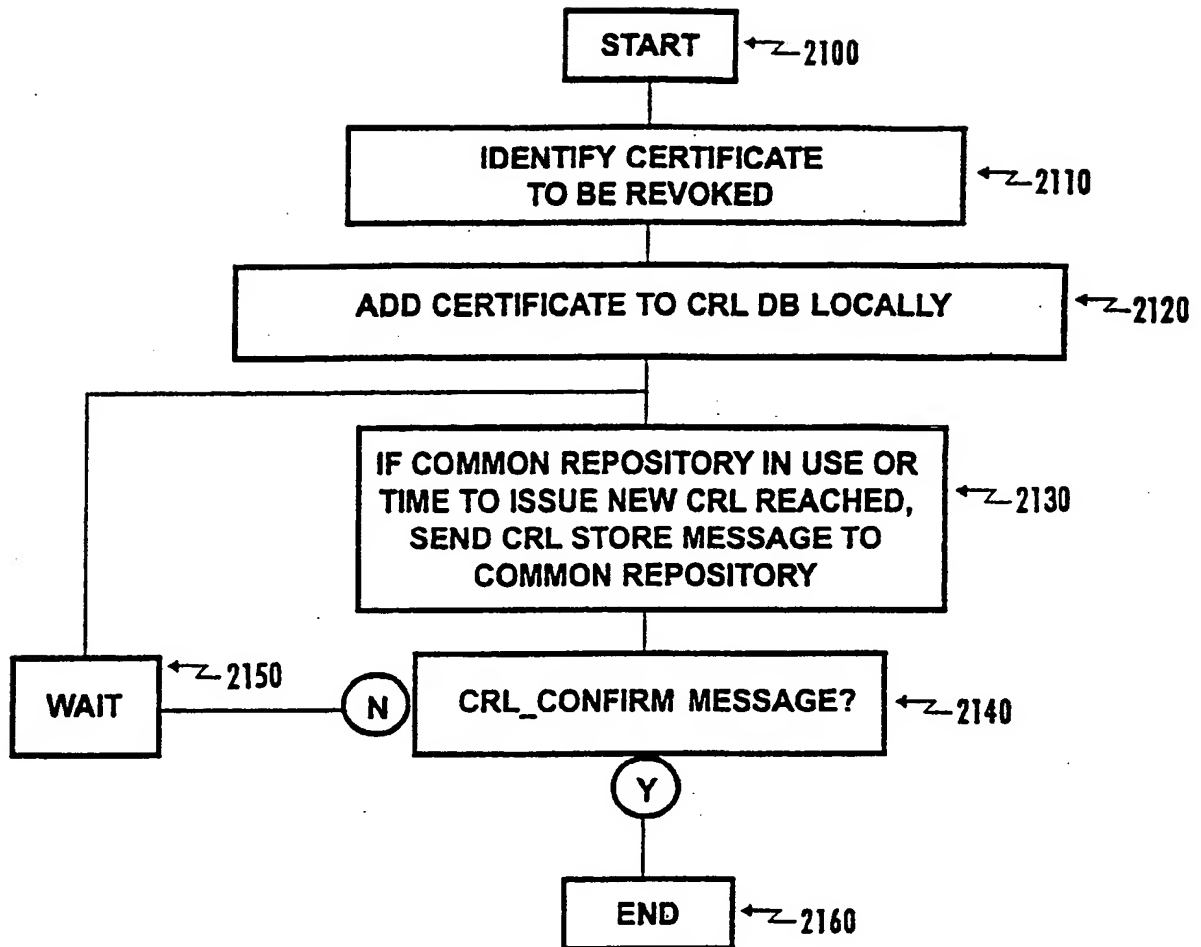 START
2100
IDENTIFY CERTIFICATE
TO BE REVOKED
2110
ADD CERTIFICATE TO CRL DB LOCALLY
2120
IF COMMON REPOSITORY IN USE OR
TIME TO ISSUE NEW CRL REACHED,
SEND CRL STORE MESSAGE TO
COMMON REPOSITORY
2130
WAIT
2150
N
CRL_CONFIRM MESSAGE?
2140
Y
END
2160